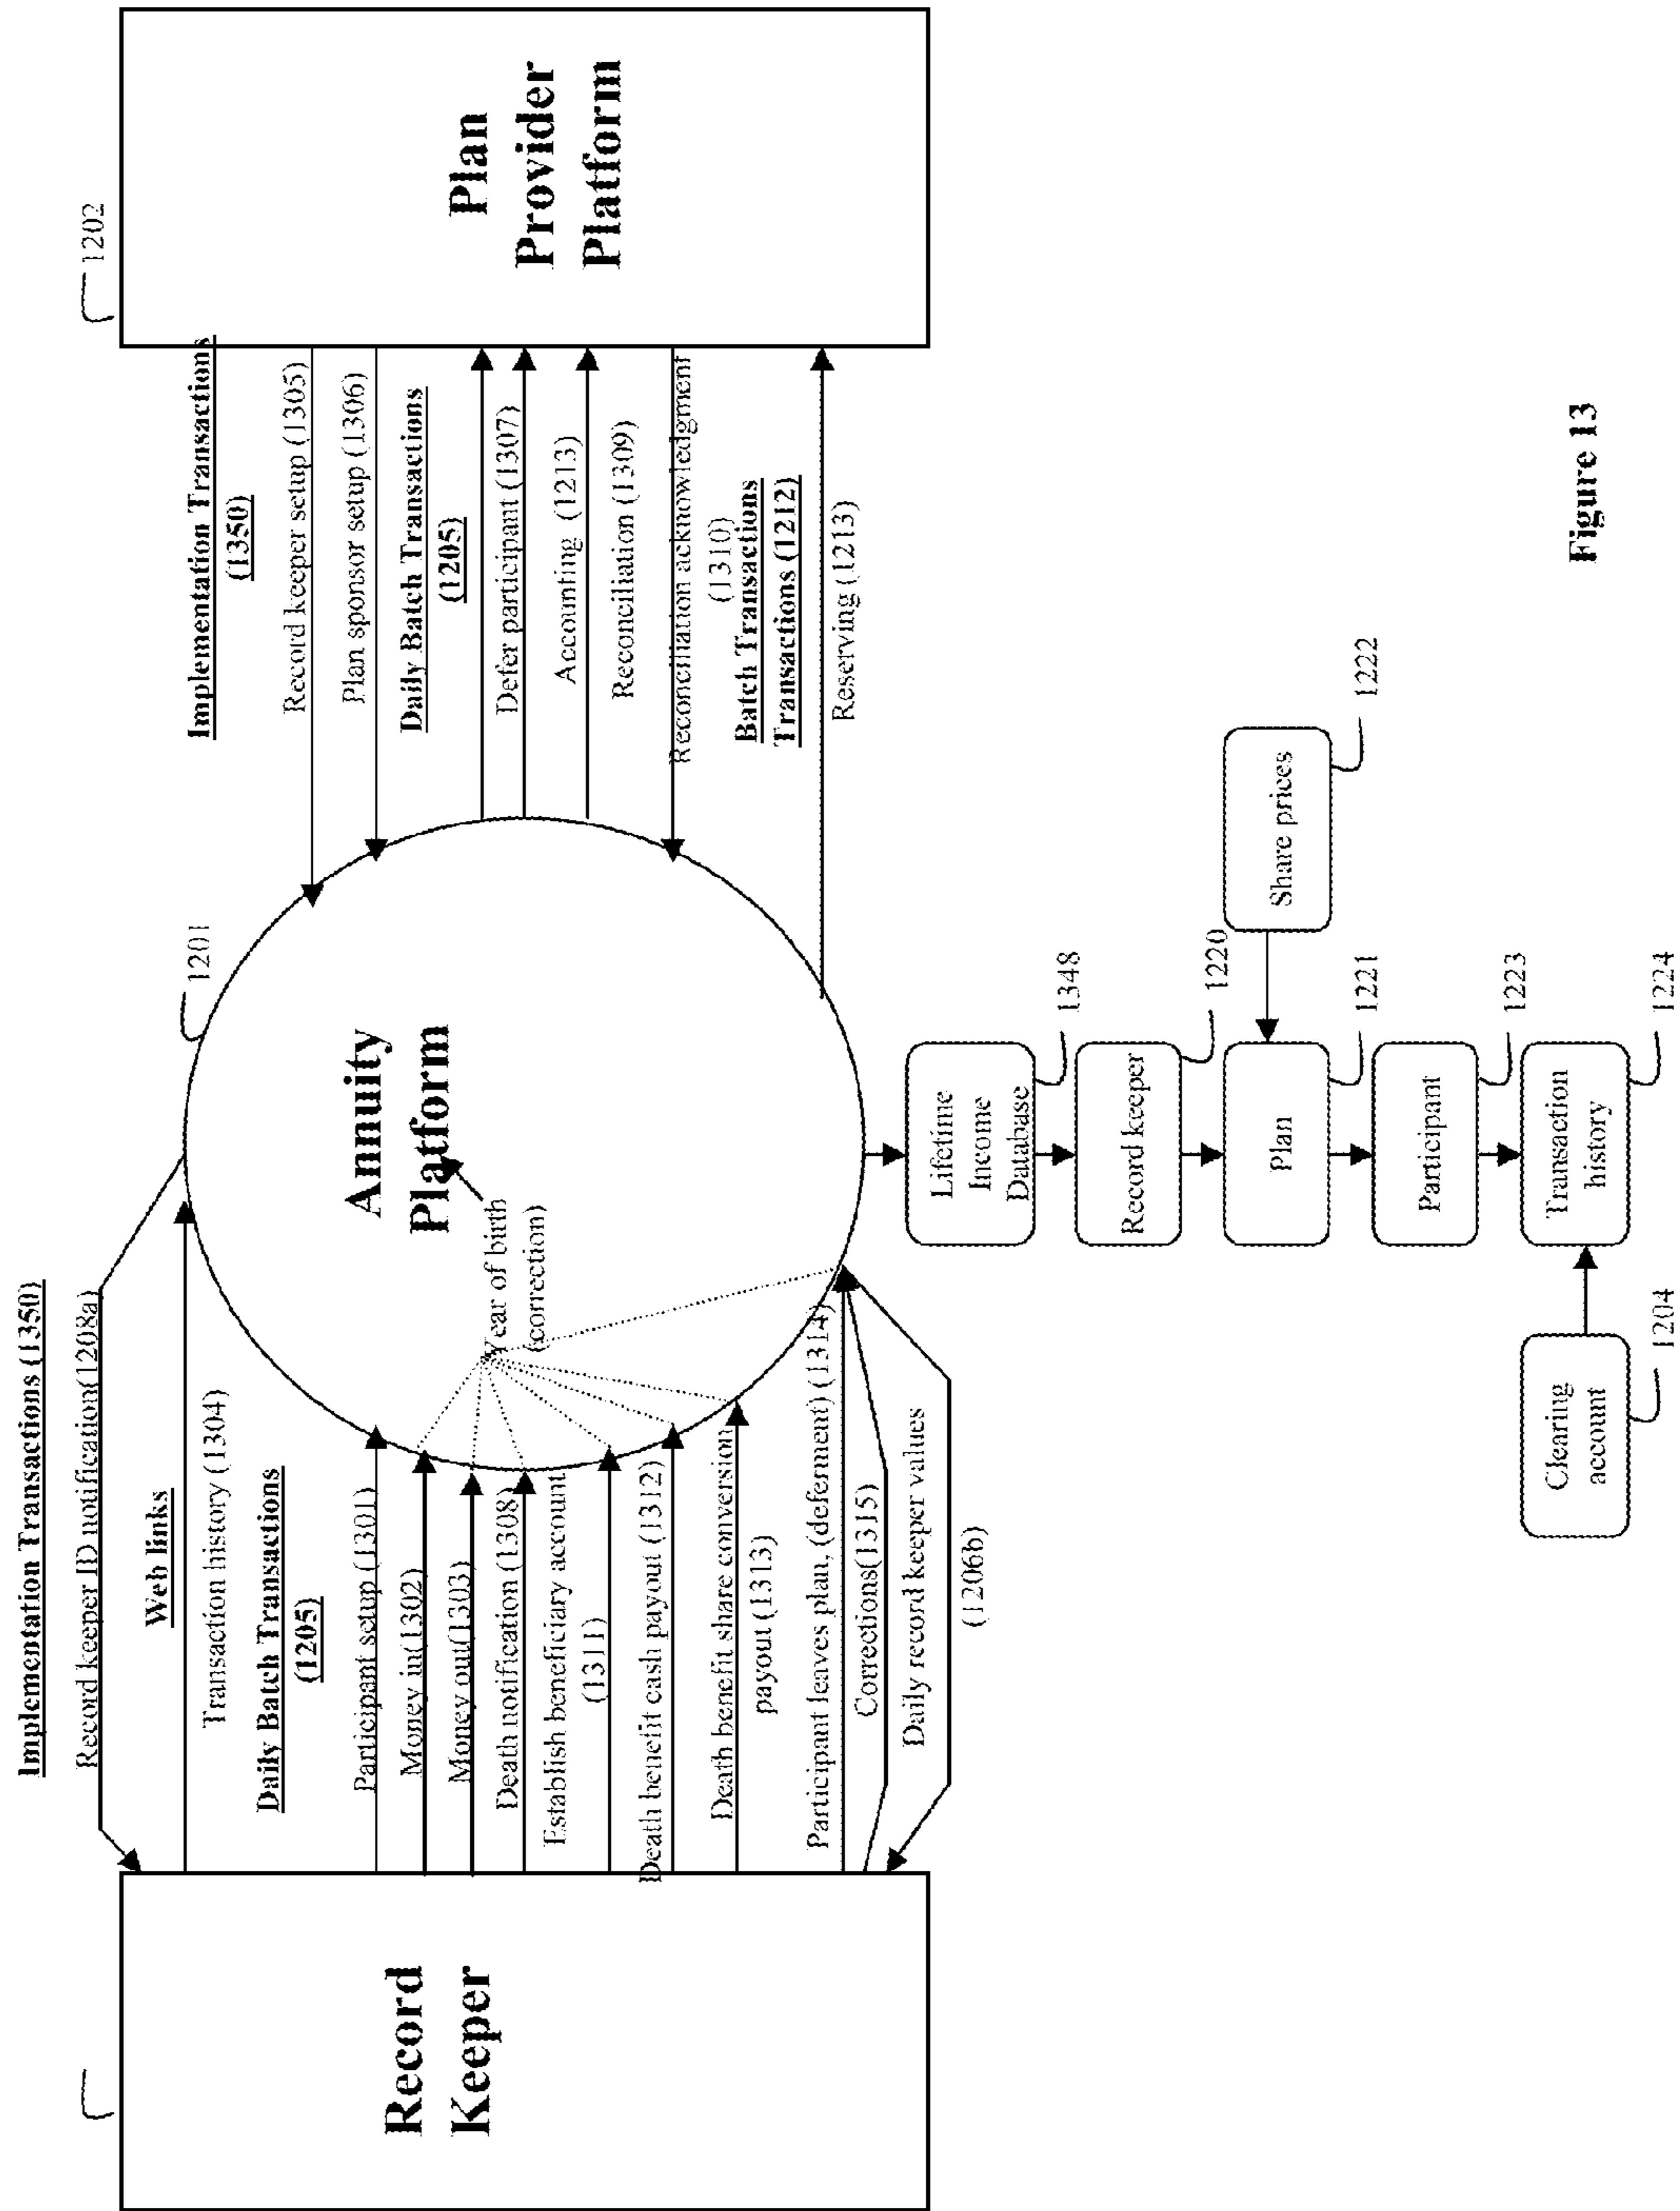 Implementation Transactions (1350)
Record keeper ID notification(1208a)
Web links
Transaction history (1304)
Daily Batch Transactions
(1205)
Participant setup (1301)
Money in(1302)
Money out(1303)
Death notification (1308)
Establish beneficiary account
(1311)
Death benefit cash payout (1312)
Death benefit share conversion
payout (1313)
Participant leaves plan, (deferment) (1314)
Corrections(1315)
Daily record keeper values
(1206b)
Record
Keeper
1201
Annuity
Platform
Year of birth
(correction)
Implementation Transactions
(1350)
Record keeper setup (1305)
Plan sponsor setup (1306)
Daily Batch Transactions
(1205)
Defer participant (1307)
Accounting (1213)
Reconciliation (1309)
Reconciliation acknowledgment
(1310)
Batch Transactions
Transactions (1212)
Reserving (1213)
1202
Plan
Provider
Platform
Lifetime
Income
Database
1348
Record keeper
1220
Plan
1221
Share prices
1222
Participant
1223
Transaction
history
1224
Clearing
account
1204
Figure 13